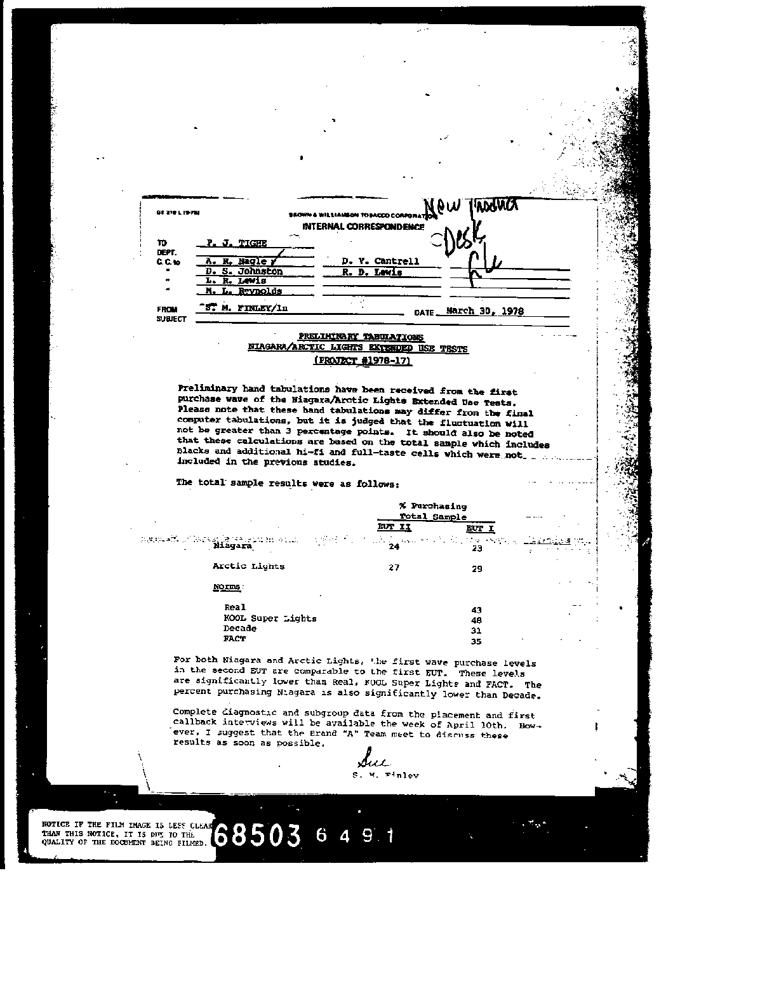 New Product
BROWN & WILLIAMSON TOBACCO CORPORATION
INTERNAL CORRESPONDENCE
Desk
file
TO P. J. TIGHE
DEPT.
C.C. to A. R. Nagle D. V. Cantrell
" D. S. Johnston R. D. Lewis
" L. R. Lewis
" M. L. Reynolds
FROM S. M. FINLEY/ln DATE March 30, 1978
SUBJECT
PRELIMINARY TABULATIONS
NIAGARA/ARCTIC LIGHTS EXTENDED USE TESTS
(PROJECT #1978-17)
Preliminary hand tabulations have been received from the first
purchase wave of the Niagara/Arctic Lights Extended Use Tests.
Please note that these hand tabulations may differ from the final
computer tabulations, but it is judged that the fluctuation will
not be greater than 3 percentage points. It should also be noted
that these calculations are based on the total sample which includes
Blacks and additional hi-fi and full-taste cells which were not
included in the previous studies.
The total sample results were as follows:
% Purchasing
Total Sample
EUT II EUT I
Niagara 24 23
Arctic Lights 27 29
Norms:
Real 43
KOOL Super Lights 48
Decade 31
FACT 35
For both Niagara and Arctic Lights, the first wave purchase levels
in the second EUT are comparable to the first EUT. These levels
are significantly lower than Real, KOOL Super Lights and FACT. The
percent purchasing Niagara is also significantly lower than Decade.
Complete diagnostic and subgroup data from the placement and first
callback interviews will be available the week of April 10th. How-
ever, I suggest that the Brand "A" Team meet to discuss these
results as soon as possible.
Sue
S. M. Finley
NOTICE IF THE FILM IMAGE IS LESS CLEAR
THAN THIS NOTICE, IT IS DUE TO THE
QUALITY OF THE DOCUMENT BEING FILMED.
68503 6491